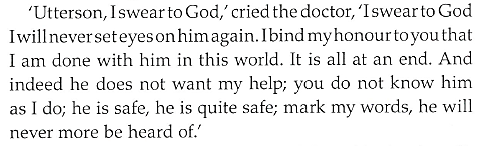 ‘Utterson, I swear to God,’ cried the doctor, ‘I swear to God
I will never set eyes on him again. I bind my honour to you that
I am done with him in this world. It is all at an end. And
indeed he does not want my help; you do not know him
as I do; he is safe, he is quite safe; mark my words, he will
never more be heard of.’